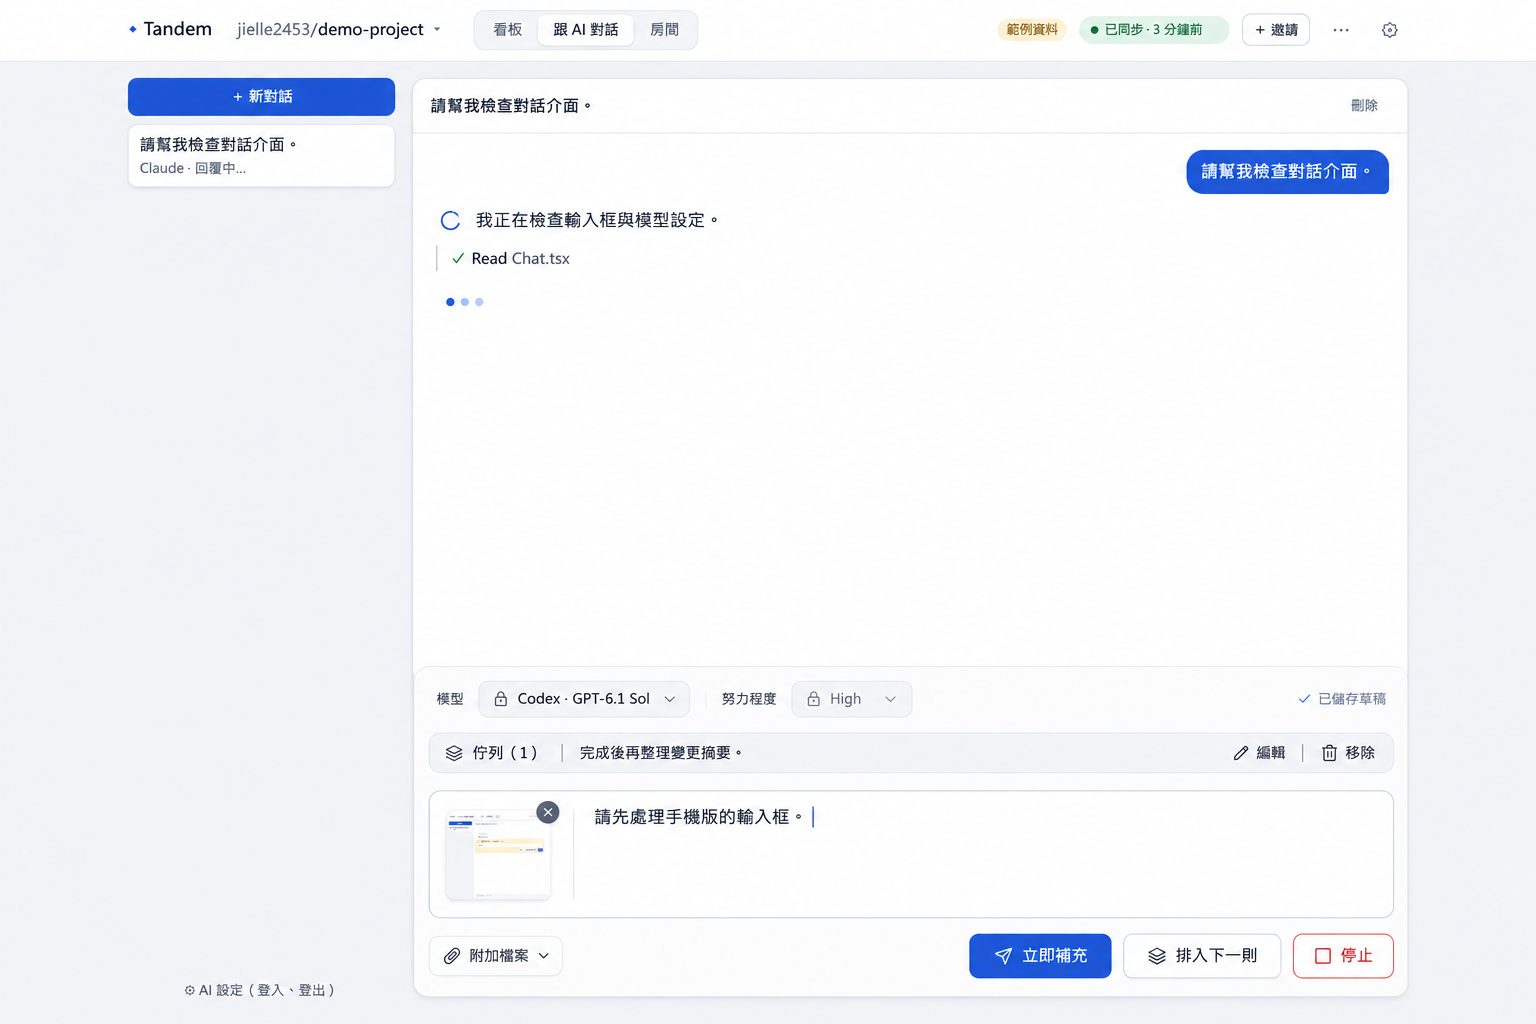 Tandem
jielle2453/demo-project
看板
跟 AI 對話
房間
範例資料
已同步 · 3 分鐘前
+ 邀請
+ 新對話
請幫我檢查對話介面。
Claude · 回覆中...
請幫我檢查對話介面。
刪除
請幫我檢查對話介面。
我正在檢查輸入框與模型設定。
Read Chat.tsx
模型
Codex · GPT-6.1 Sol
努力程度
High
已儲存草稿
佇列（1）
完成後再整理變更摘要。
編輯
移除
請先處理手機版的輸入框。
附加檔案
立即補充
排入下一則
停止
AI 設定（登入、登出）